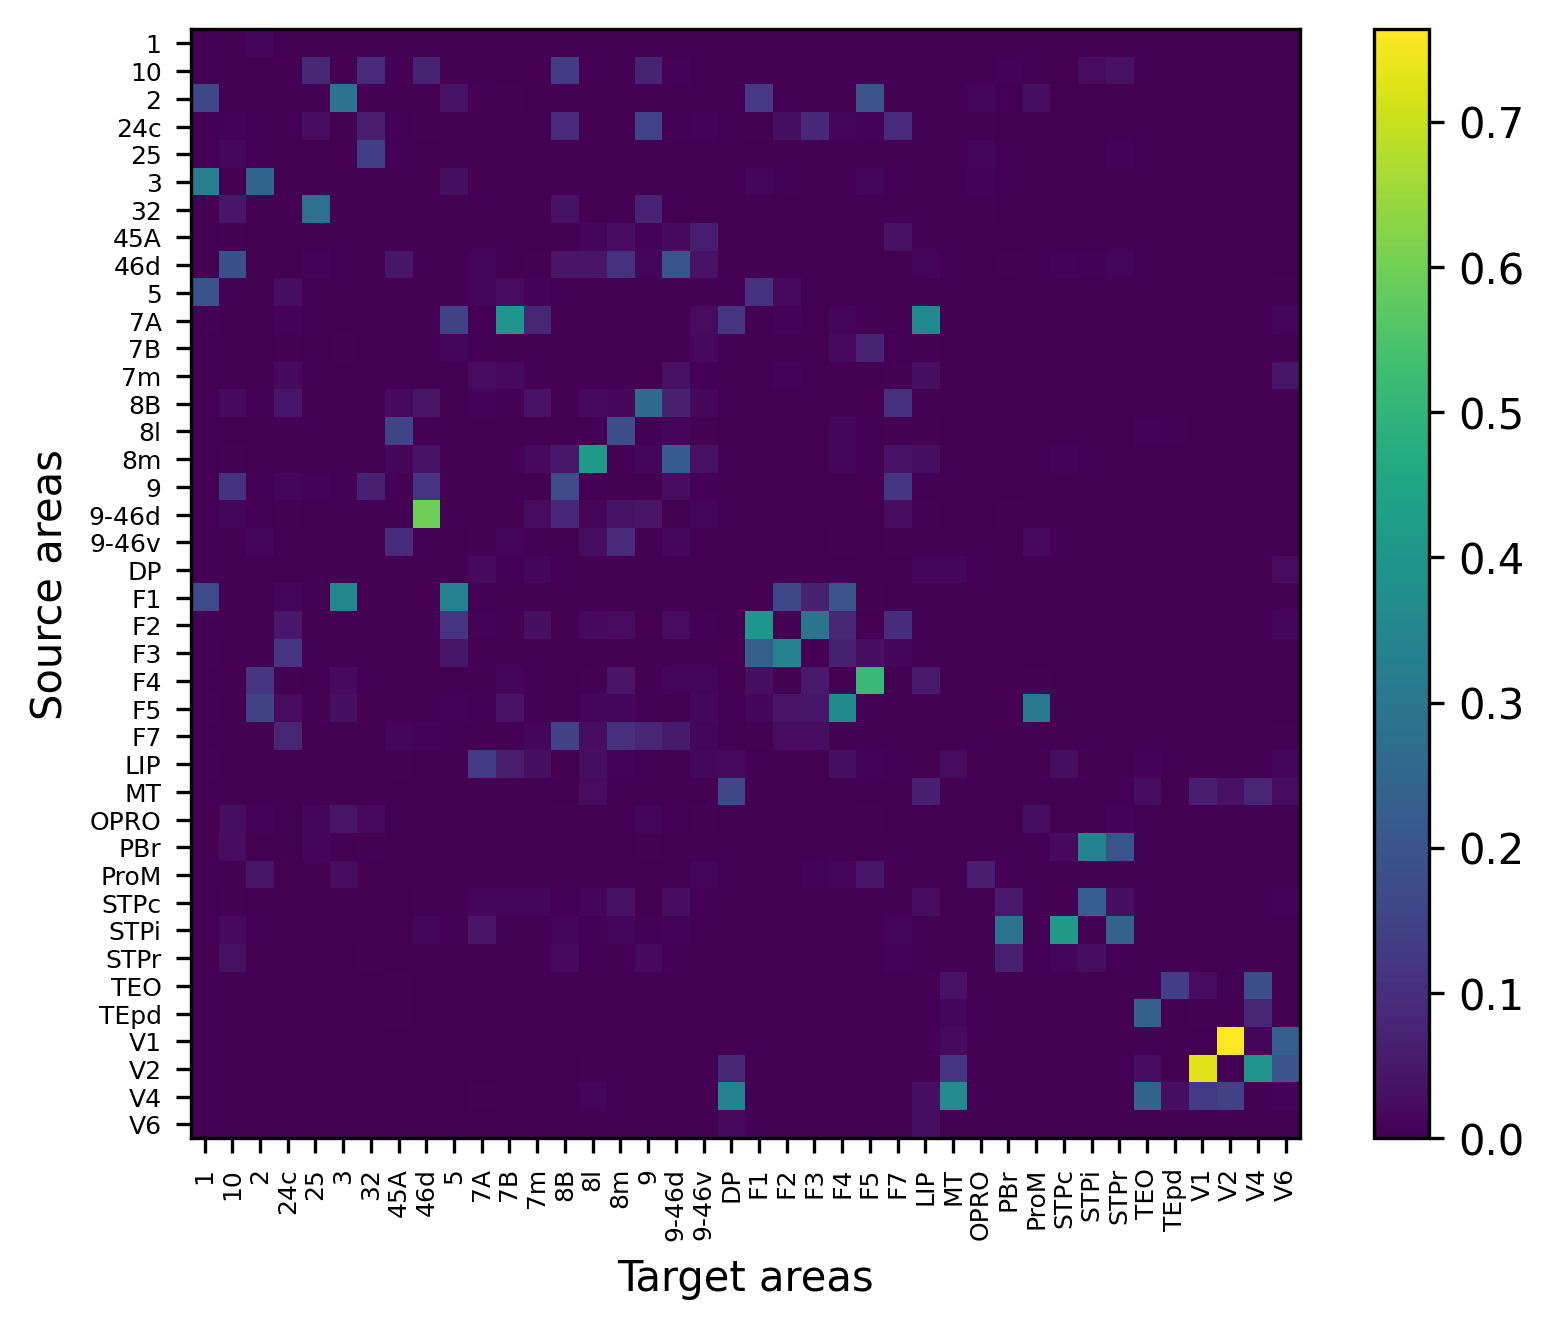 Source areas
1
10
2
24c
25
3
32
45A
46d
5
7A
7B
7m
8B
8l
8m
9
9-46d
9-46v
DP
F1
F2
F3
F4
F5
F7
LIP
MT
OPRO
PBr
ProM
STPc
STPi
STPr
TEO
TEpd
V1
V2
V4
V6
1 10 2 24c 25 3 32 45A 46d 5 7A 7B 7m 8B 8l 8m 9 9-46d 9-46v DP F1 F2 F3 F4 F5 F7 LIP MT OPRO PBr ProM STPc STPi STPr TEO TEpd V1 V2 V4 V6
Target areas
0.7
0.6
0.5
0.4
0.3
0.2
0.1
0.0